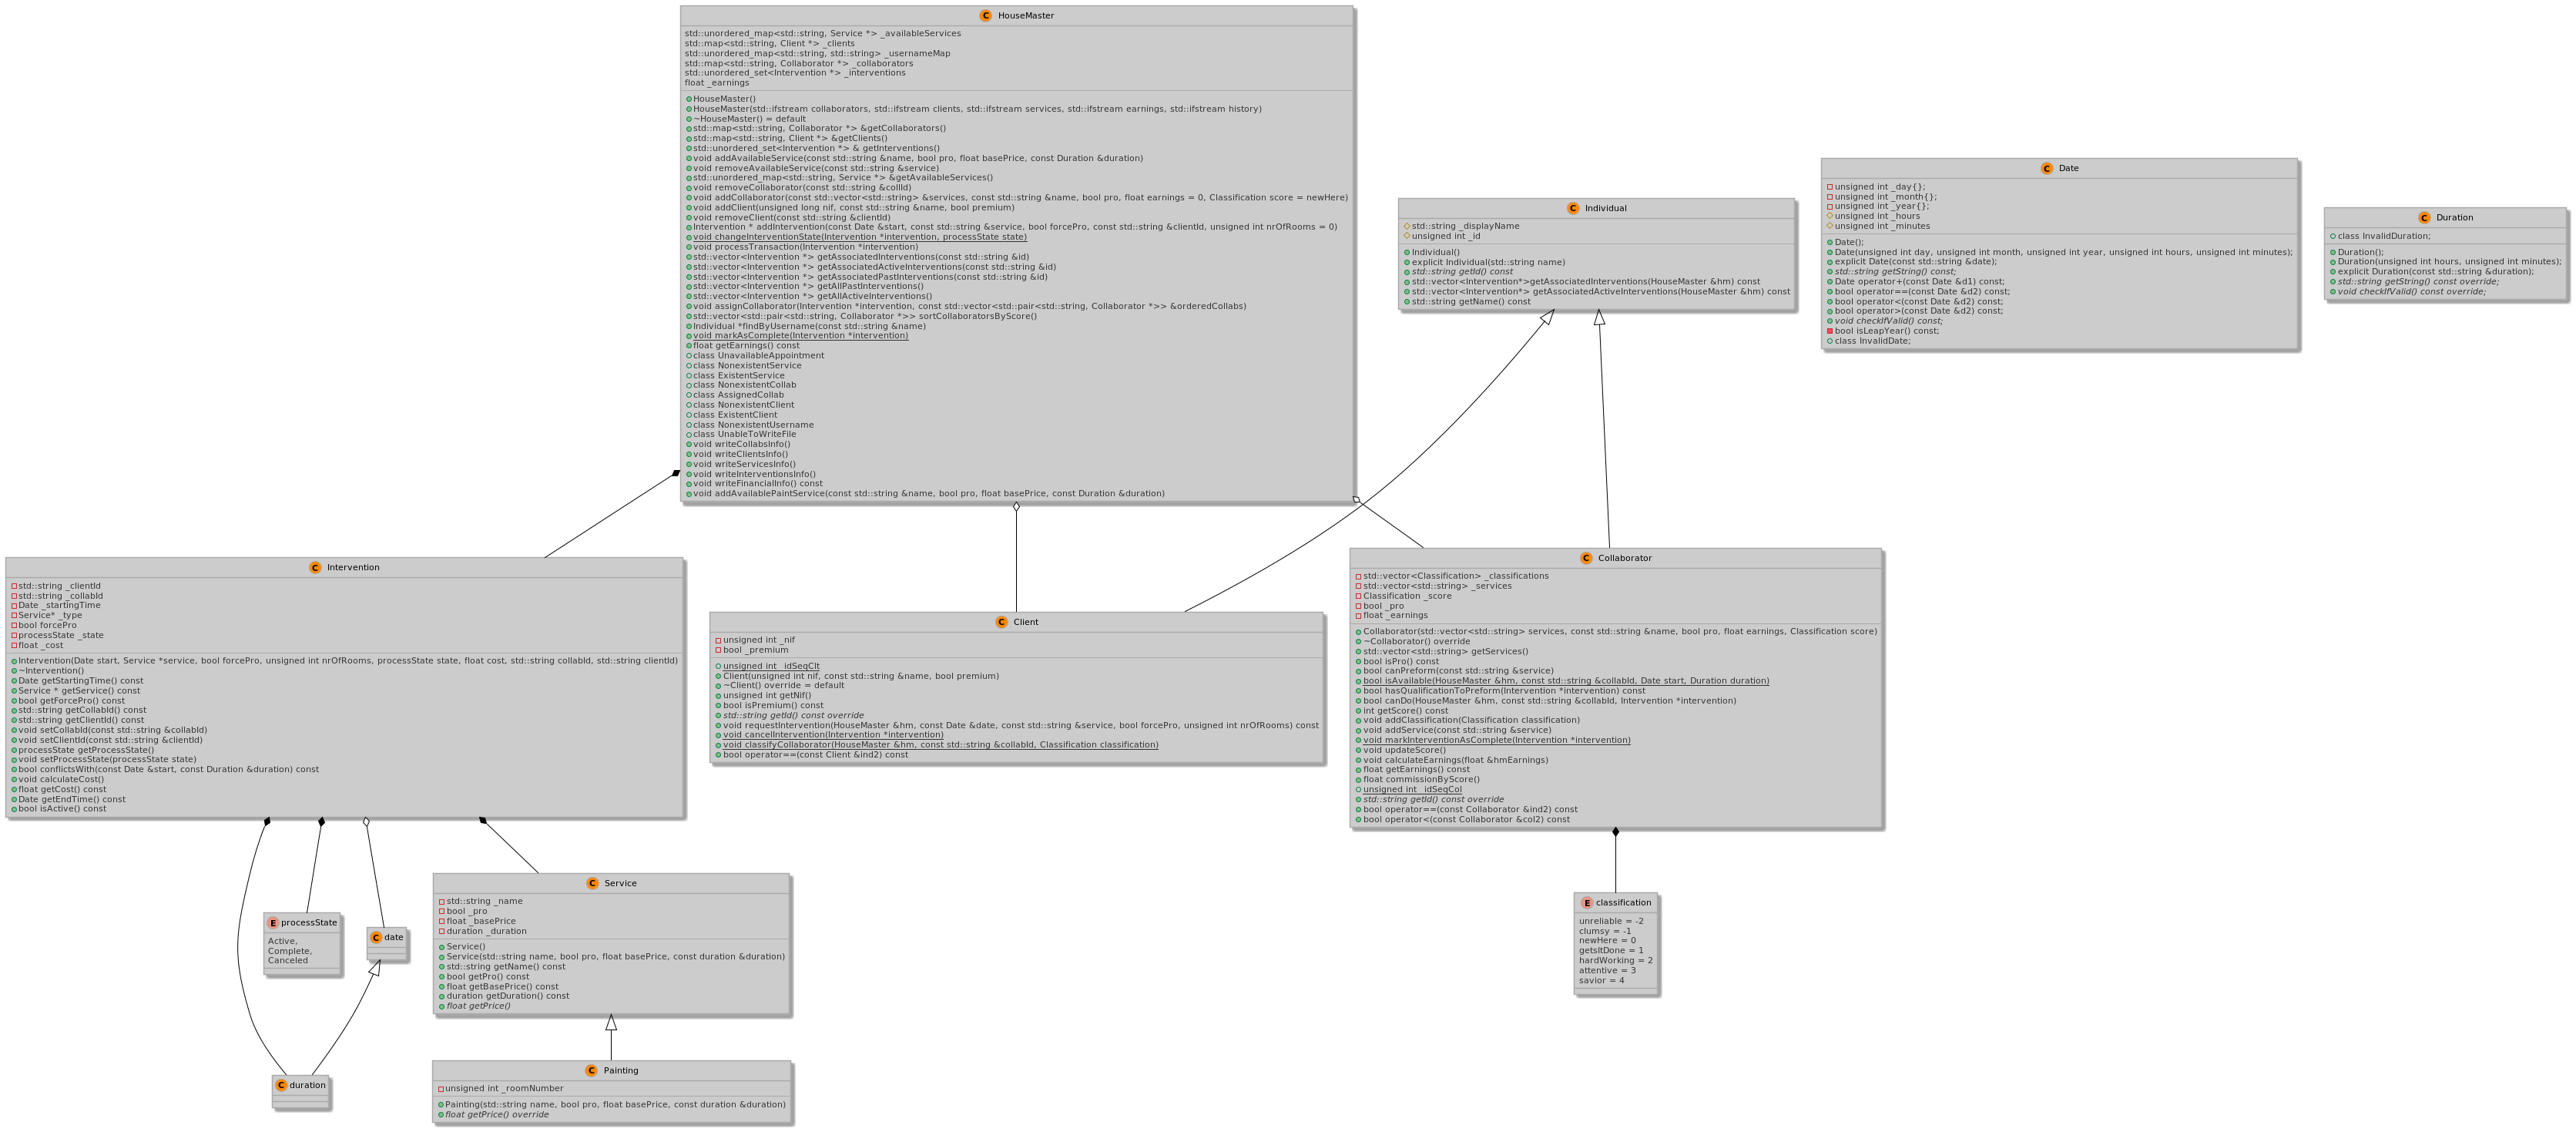 HouseMaster
std::unordered_map<std::string, Service *> _availableServices
std::map<std::string, Client *> _clients
std::unordered_map<std::string, std::string> _usernameMap
std::map<std::string, Collaborator *> _collaborators
std::unordered_set<Intervention *> _interventions
float _earnings
HouseMaster()
HouseMaster(std::ifstream collaborators, std::ifstream clients, std::ifstream services, std::ifstream earnings, std::ifstream history)
~HouseMaster() = default
std::map<std::string, Collaborator *> &getCollaborators()
std::map<std::string, Client *> &getClients()
std::unordered_set<Intervention *> & getInterventions()
void addAvailableService(const std::string &name, bool pro, float basePrice, const Duration &duration)
void removeAvailableService(const std::string &service)
std::unordered_map<std::string, Service *> &getAvailableServices()
void removeCollaborator(const std::string &collId)
void addCollaborator(const std::vector<std::string> &services, const std::string &name, bool pro, float earnings = 0, Classification score = newHere)
void addClient(unsigned long nif, const std::string &name, bool premium)
void removeClient(const std::string &clientId)
Intervention * addIntervention(const Date &start, const std::string &service, bool forcePro, const std::string &clientId, unsigned int nrOfRooms = 0)
void changeInterventionState(Intervention *intervention, processState state)
void processTransaction(Intervention *intervention)
std::vector<Intervention *> getAssociatedInterventions(const std::string &id)
std::vector<Intervention *> getAssociatedActiveInterventions(const std::string &id)
std::vector<Intervention *> getAssociatedPastInterventions(const std::string &id)
std::vector<Intervention *> getAllPastInterventions()
std::vector<Intervention *> getAllActiveInterventions()
void assignCollaborator(Intervention *intervention, const std::vector<std::pair<std::string, Collaborator *>> &orderedCollabs)
std::vector<std::pair<std::string, Collaborator *>> sortCollaboratorsByScore()
Individual *findByUsername(const std::string &name)
void markAsComplete(Intervention *intervention)
float getEarnings() const
class UnavailableAppointment
class NonexistentService
class ExistentService
class NonexistentCollab
class AssignedCollab
class NonexistentClient
class ExistentClient
class NonexistentUsername
class UnableToWriteFile
void writeCollabsInfo()
void writeClientsInfo()
void writeServicesInfo()
void writeInterventionsInfo()
void writeFinancialInfo() const
void addAvailablePaintService(const std::string &name, bool pro, float basePrice, const Duration &duration)
Individual
std::string _displayName
unsigned int _id
Individual()
explicit Individual(std::string name)
std::string getId() const
std::vector<Intervention*>getAssociatedInterventions(HouseMaster &hm) const
std::vector<Intervention*> getAssociatedActiveInterventions(HouseMaster &hm) const
std::string getName() const
Date
unsigned int _day{};
unsigned int _month{};
unsigned int _year{};
unsigned int _hours
unsigned int _minutes
Date();
Date(unsigned int day, unsigned int month, unsigned int year, unsigned int hours, unsigned int minutes);
explicit Date(const std::string &date);
std::string getString() const;
Date operator+(const Date &d1) const;
bool operator==(const Date &d2) const;
bool operator<(const Date &d2) const;
bool operator>(const Date &d2) const;
void checkIfValid() const;
bool isLeapYear() const;
class InvalidDate;
Duration
class InvalidDuration;
Duration();
Duration(unsigned int hours, unsigned int minutes);
explicit Duration(const std::string &duration);
std::string getString() const override;
void checkIfValid() const override;
Intervention
std::string _clientId
std::string _collabId
Date _startingTime
Service* _type
bool forcePro
processState _state
float _cost
Intervention(Date start, Service *service, bool forcePro, unsigned int nrOfRooms, processState state, float cost, std::string collabId, std::string clientId)
~Intervention()
Date getStartingTime() const
Service * getService() const
bool getForcePro() const
std::string getCollabId() const
std::string getClientId() const
void setCollabId(const std::string &collabId)
void setClientId(const std::string &clientId)
processState getProcessState()
void setProcessState(processState state)
bool conflictsWith(const Date &start, const Duration &duration) const
void calculateCost()
float getCost() const
Date getEndTime() const
bool isActive() const
Client
unsigned int _nif
bool _premium
unsigned int _idSeqClt
Client(unsigned int nif, const std::string &name, bool premium)
~Client() override = default
unsigned int getNif()
bool isPremium() const
std::string getId() const override
void requestIntervention(HouseMaster &hm, const Date &date, const std::string &service, bool forcePro, unsigned int nrOfRooms) const
void cancelIntervention(Intervention *intervention)
void classifyCollaborator(HouseMaster &hm, const std::string &collabId, Classification classification)
bool operator==(const Client &ind2) const
Collaborator
std::vector<Classification> _classifications
std::vector<std::string> _services
Classification _score
bool _pro
float _earnings
Collaborator(std::vector<std::string> services, const std::string &name, bool pro, float earnings, Classification score)
~Collaborator() override
std::vector<std::string> getServices()
bool isPro() const
bool canPreform(const std::string &service)
bool isAvailable(HouseMaster &hm, const std::string &collabId, Date start, Duration duration)
bool hasQualificationToPreform(Intervention *intervention) const
bool canDo(HouseMaster &hm, const std::string &collabId, Intervention *intervention)
int getScore() const
void addClassification(Classification classification)
void addService(const std::string &service)
void markInterventionAsComplete(Intervention *intervention)
void updateScore()
void calculateEarnings(float &hmEarnings)
float getEarnings() const
float commissionByScore()
unsigned int _idSeqCol
std::string getId() const override
bool operator==(const Collaborator &ind2) const
bool operator<(const Collaborator &col2) const
processState
Active,
Complete,
Canceled
date
Service
std::string _name
bool _pro
float _basePrice
duration _duration
Service()
Service(std::string name, bool pro, float basePrice, const duration &duration)
std::string getName() const
bool getPro() const
float getBasePrice() const
duration getDuration() const
float getPrice()
classification
unreliable = -2
clumsy = -1
newHere = 0
getsItDone = 1
hardWorking = 2
attentive = 3
savior = 4
duration
Painting
unsigned int _roomNumber
Painting(std::string name, bool pro, float basePrice, const duration &duration)
float getPrice() override